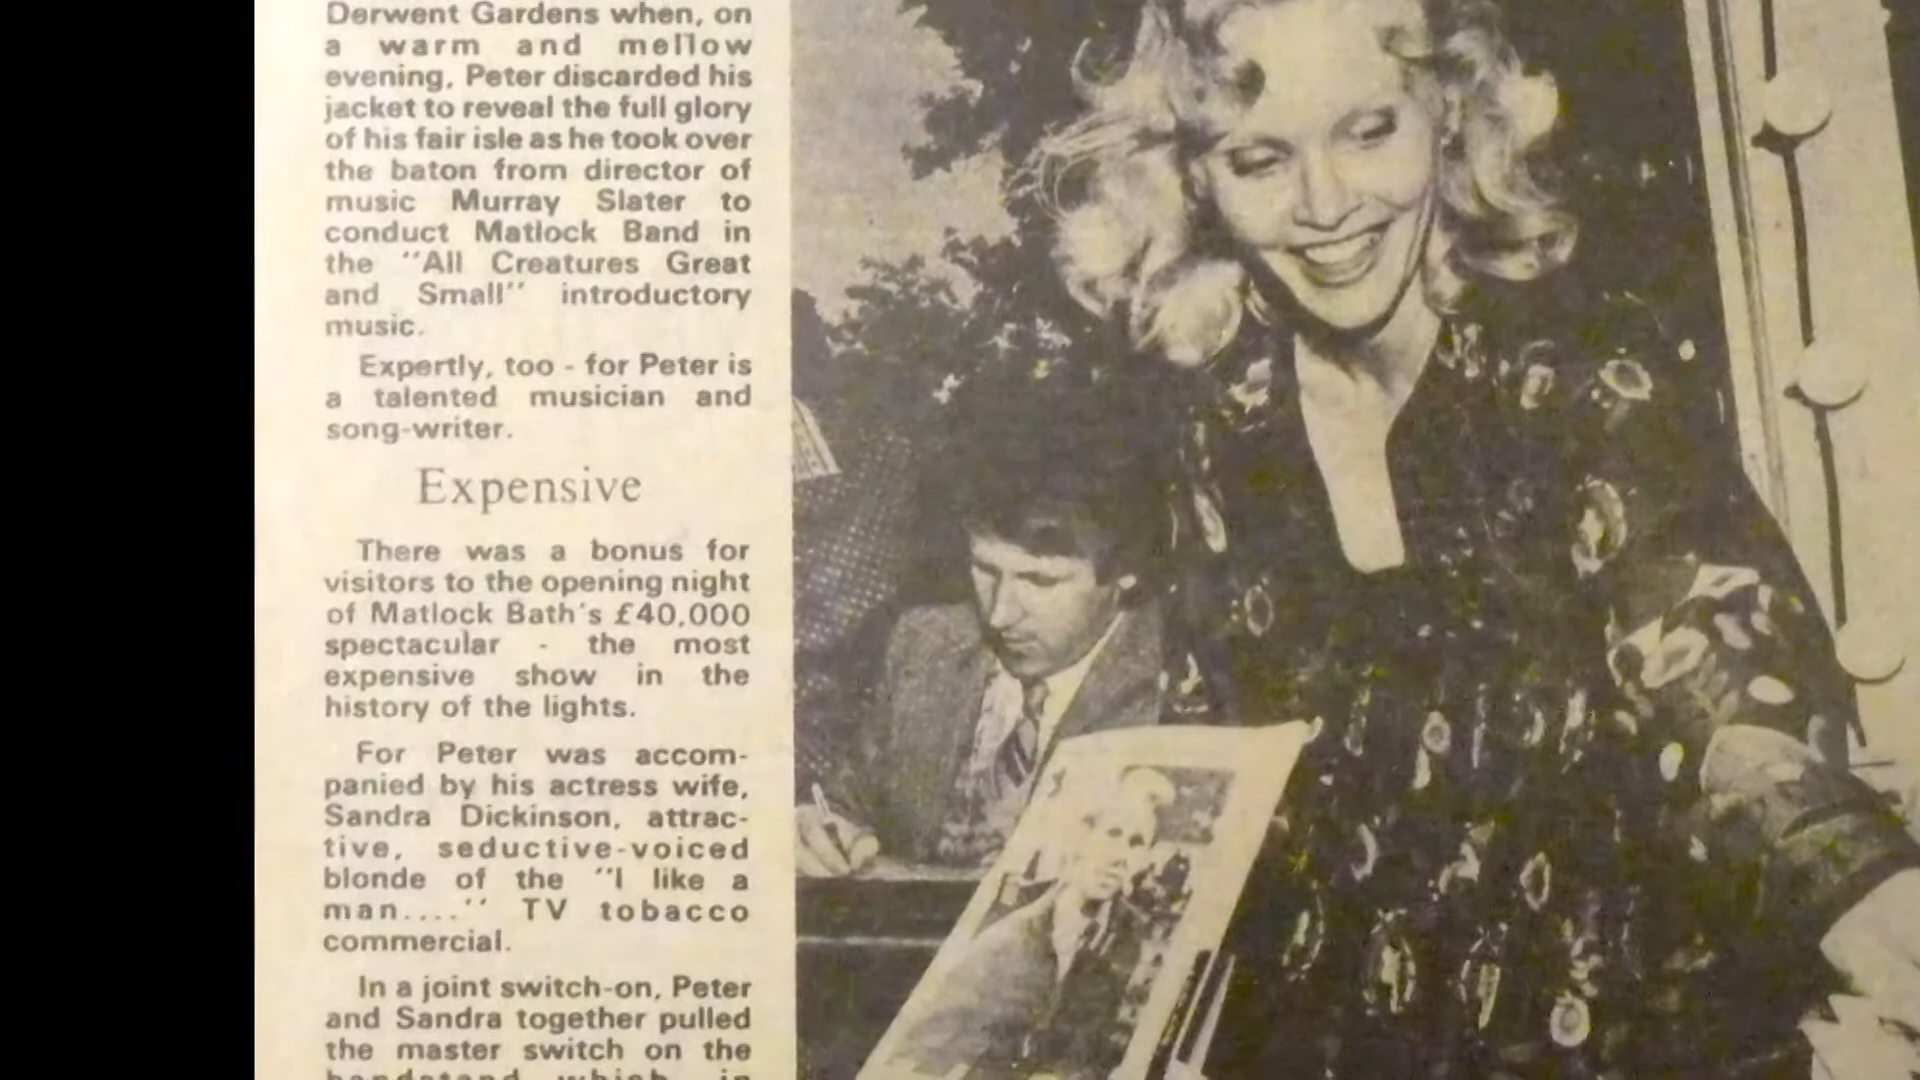 Derwent Gardens when, on
a warm and mellow
evening, Peter discarded his
jacket to reveal the full glory
of his fair isle as he took over
the baton from director of
music Murray Slater to
conduct Matlock Band in
the "All Creatures Great
and Small" introductory
music.
Expertly, too - for Peter is
a talented musician and
song-writer.
Expensive
There was a bonus for
visitors to the opening night
of Matlock Bath's £40,000
spectacular - the most
expensive show in the
history of the lights.
For Peter was accom-
panied by his actress wife,
Sandra Dickinson, attrac-
tive, seductive-voiced
blonde of the "I like a
man...." TV tobacco
commercial.
In a joint switch-on, Peter
and Sandra together pulled
the master switch on the
bandstand which, in